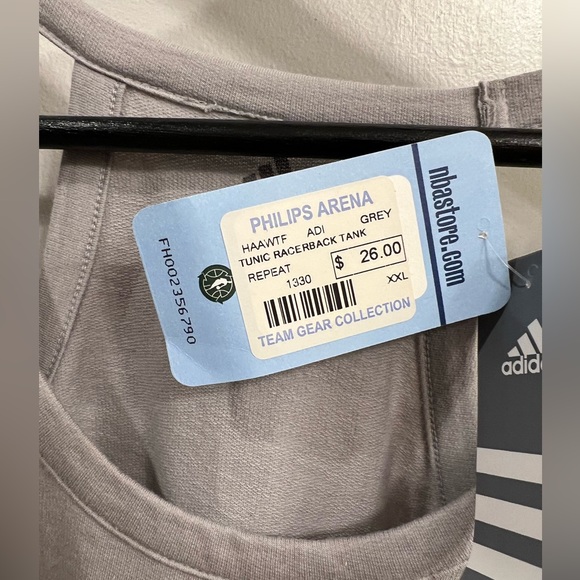 PHILIPS ARENA
HAAWTF ADI GREY
TUNIC RACERBACK TANK
REPEAT $ 26.00
1330 XXL
TEAM GEAR COLLECTION
nbastore.com
FH002356790
adidas